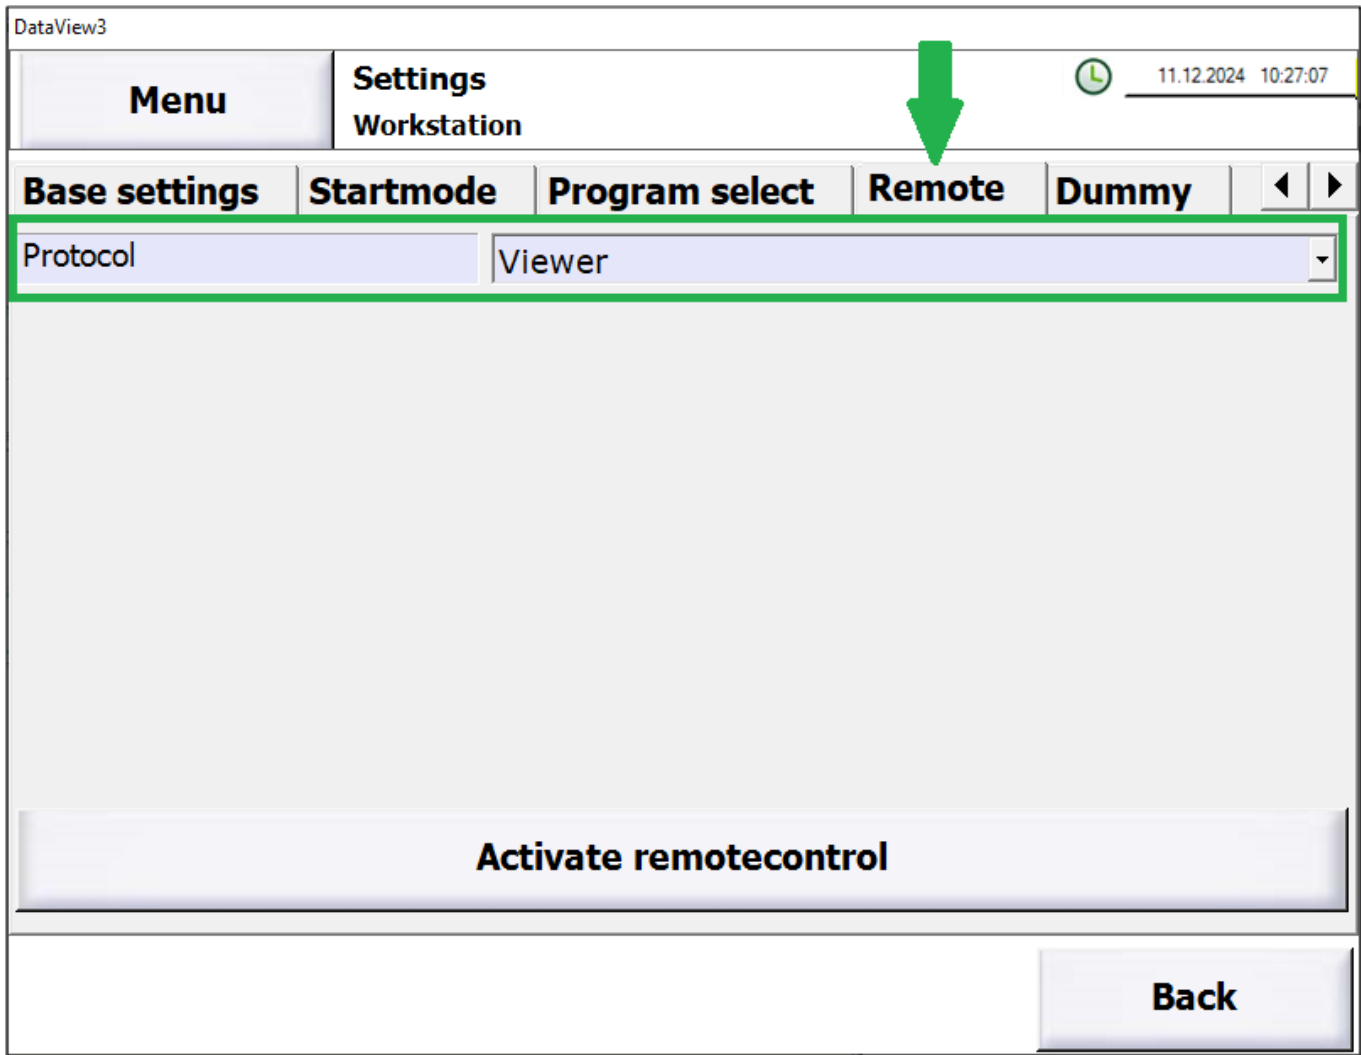 DataView3
Menu
Settings
Workstation
11.12.2024 10:27:07
Base settings
Startmode
Program select
Remote
Dummy
Protocol
Viewer
Activate remotecontrol
Back